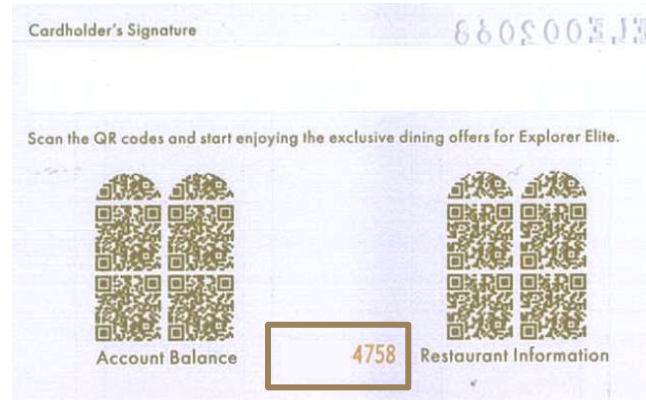 Cardholder's Signature
Scan the QR codes and start enjoying the exclusive dining offers for Explorer Elite.
Account Balance
4758
Restaurant Information